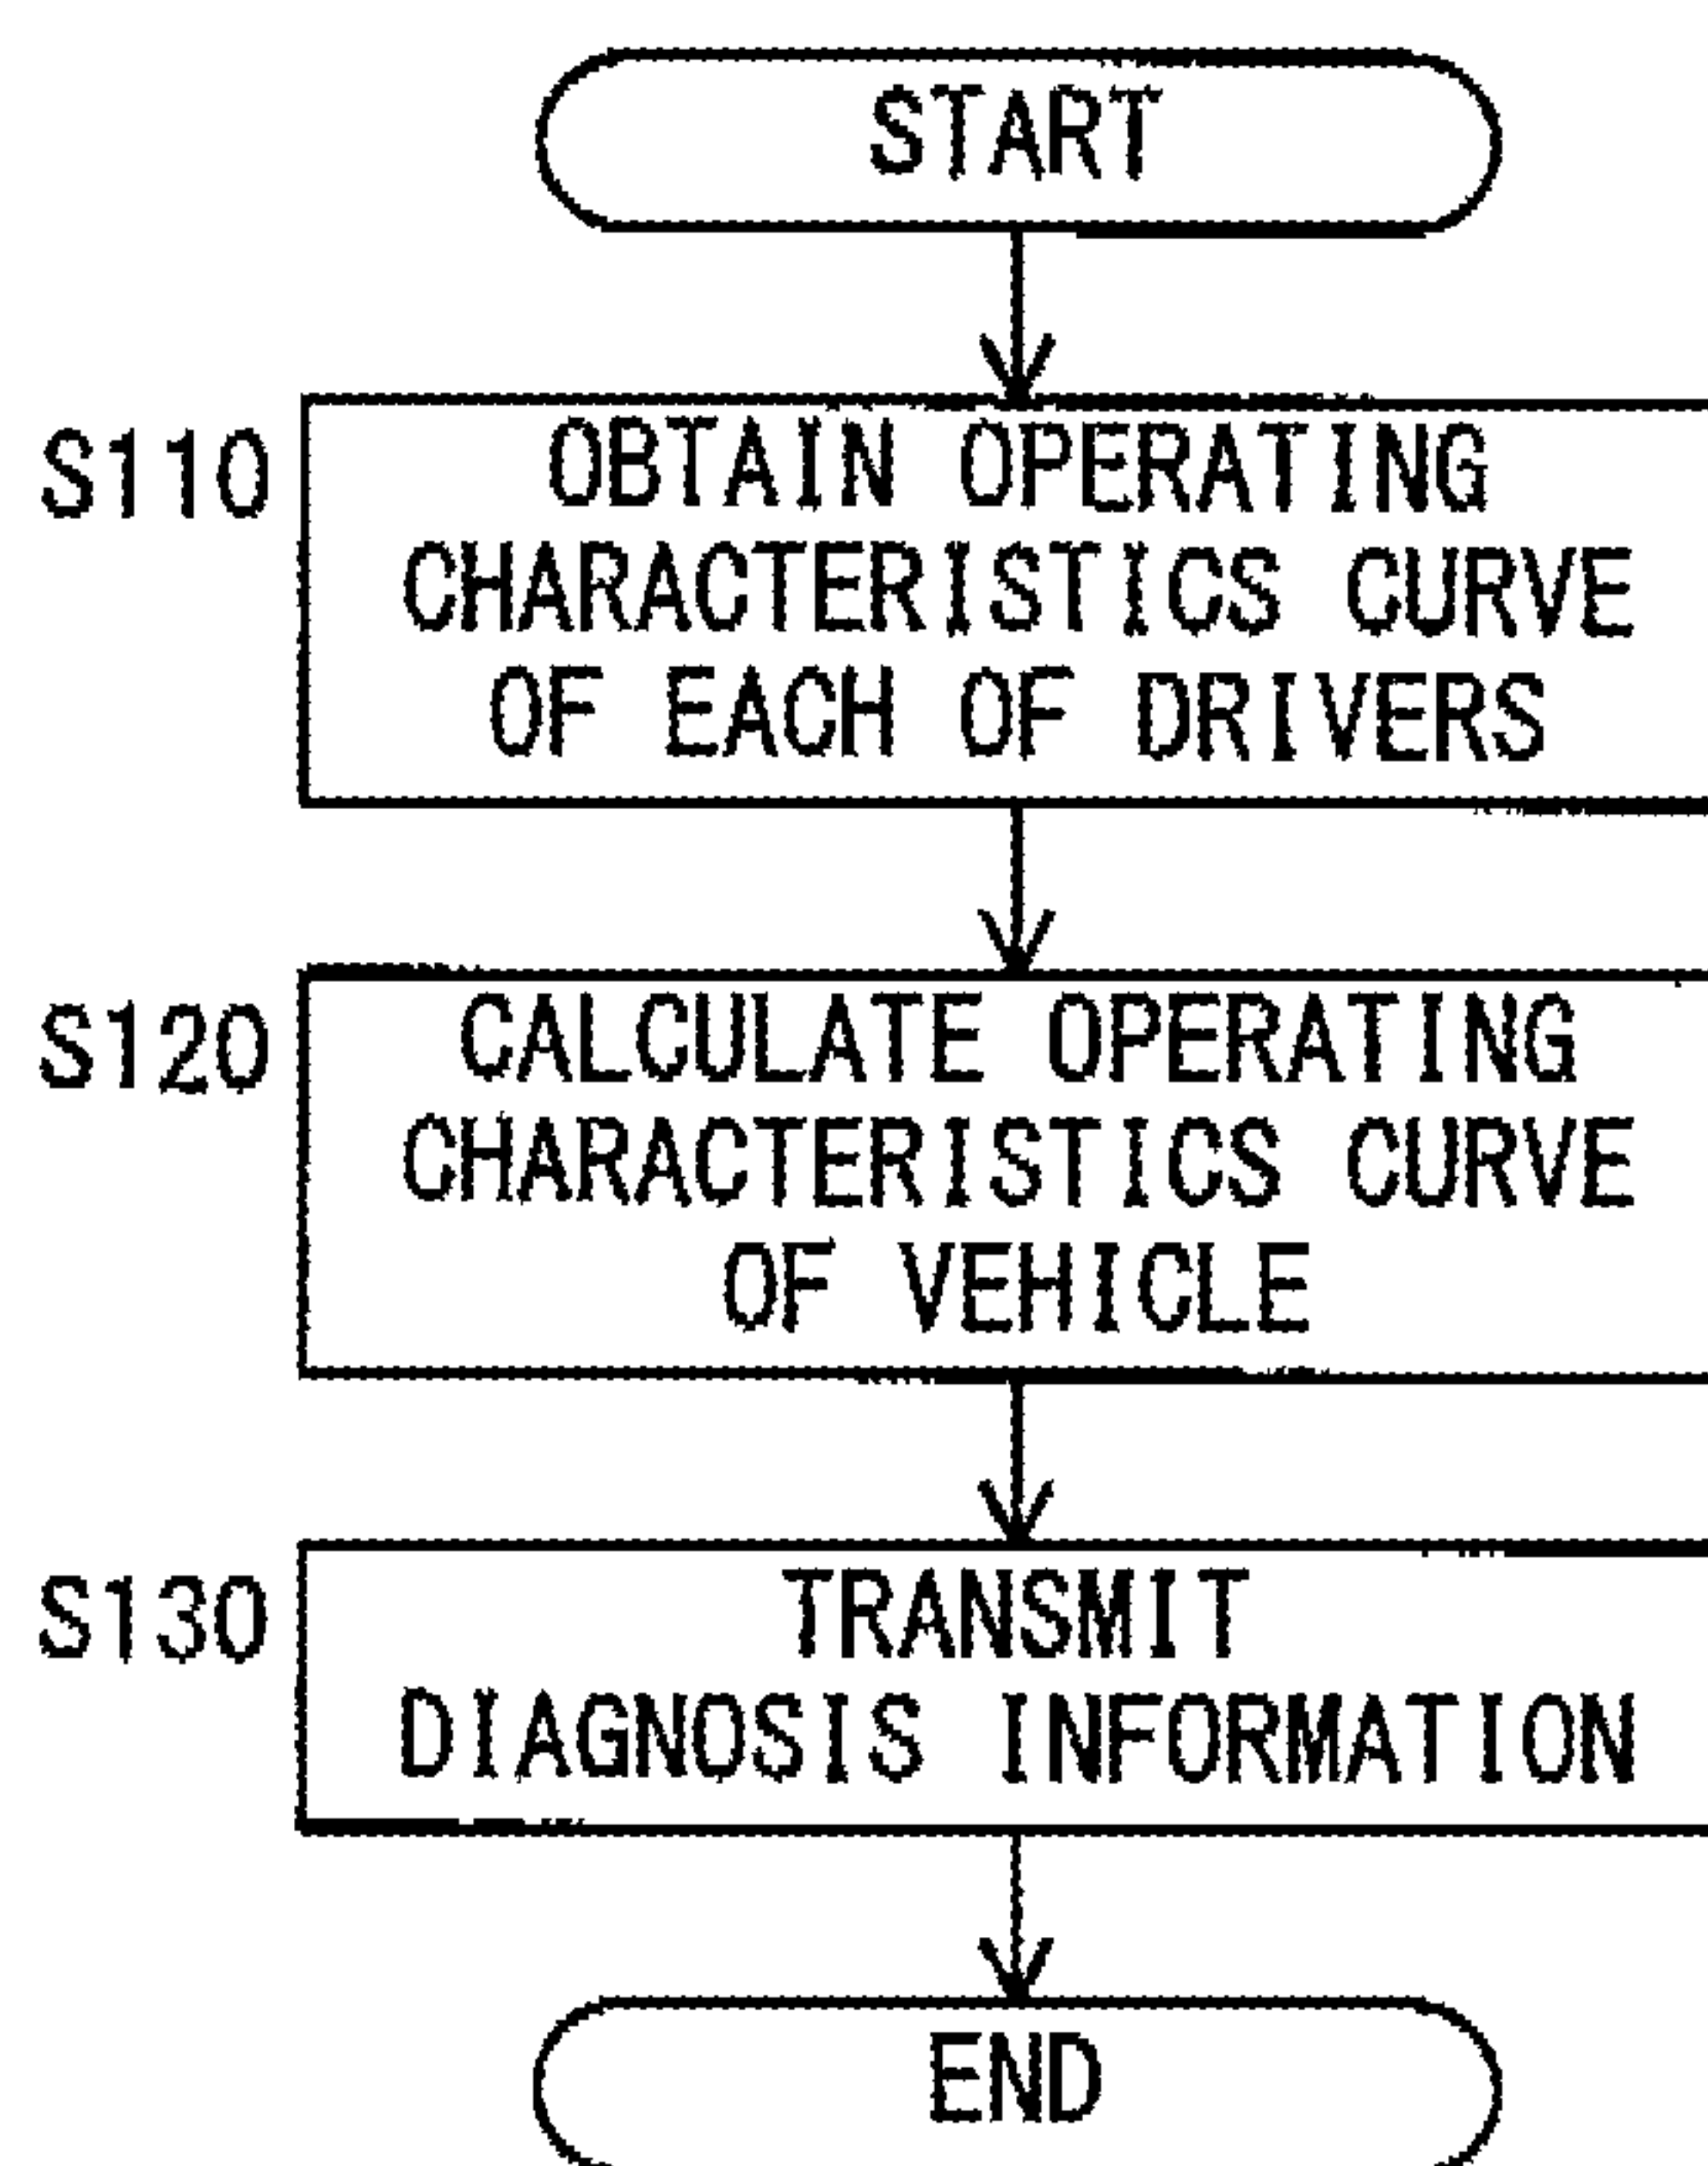 START
S110
OBTAIN OPERATING
CHARACTERISTICS CURVE
OF EACH OF DRIVERS
S120
CALCULATE OPERATING
CHARACTERISTICS CURVE
OF VEHICLE
S130
TRANSMIT
DIAGNOSIS INFORMATION
END